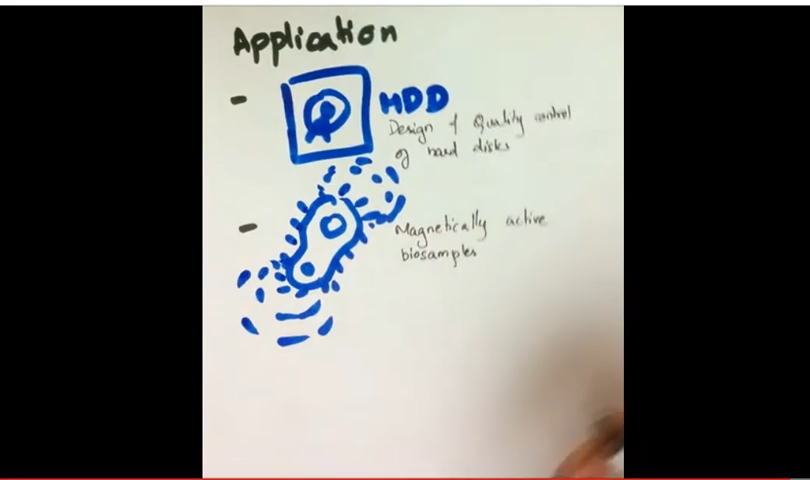 Application
- HDD
Design & Quality control
of hard disks
- Magnetically active
biosamples